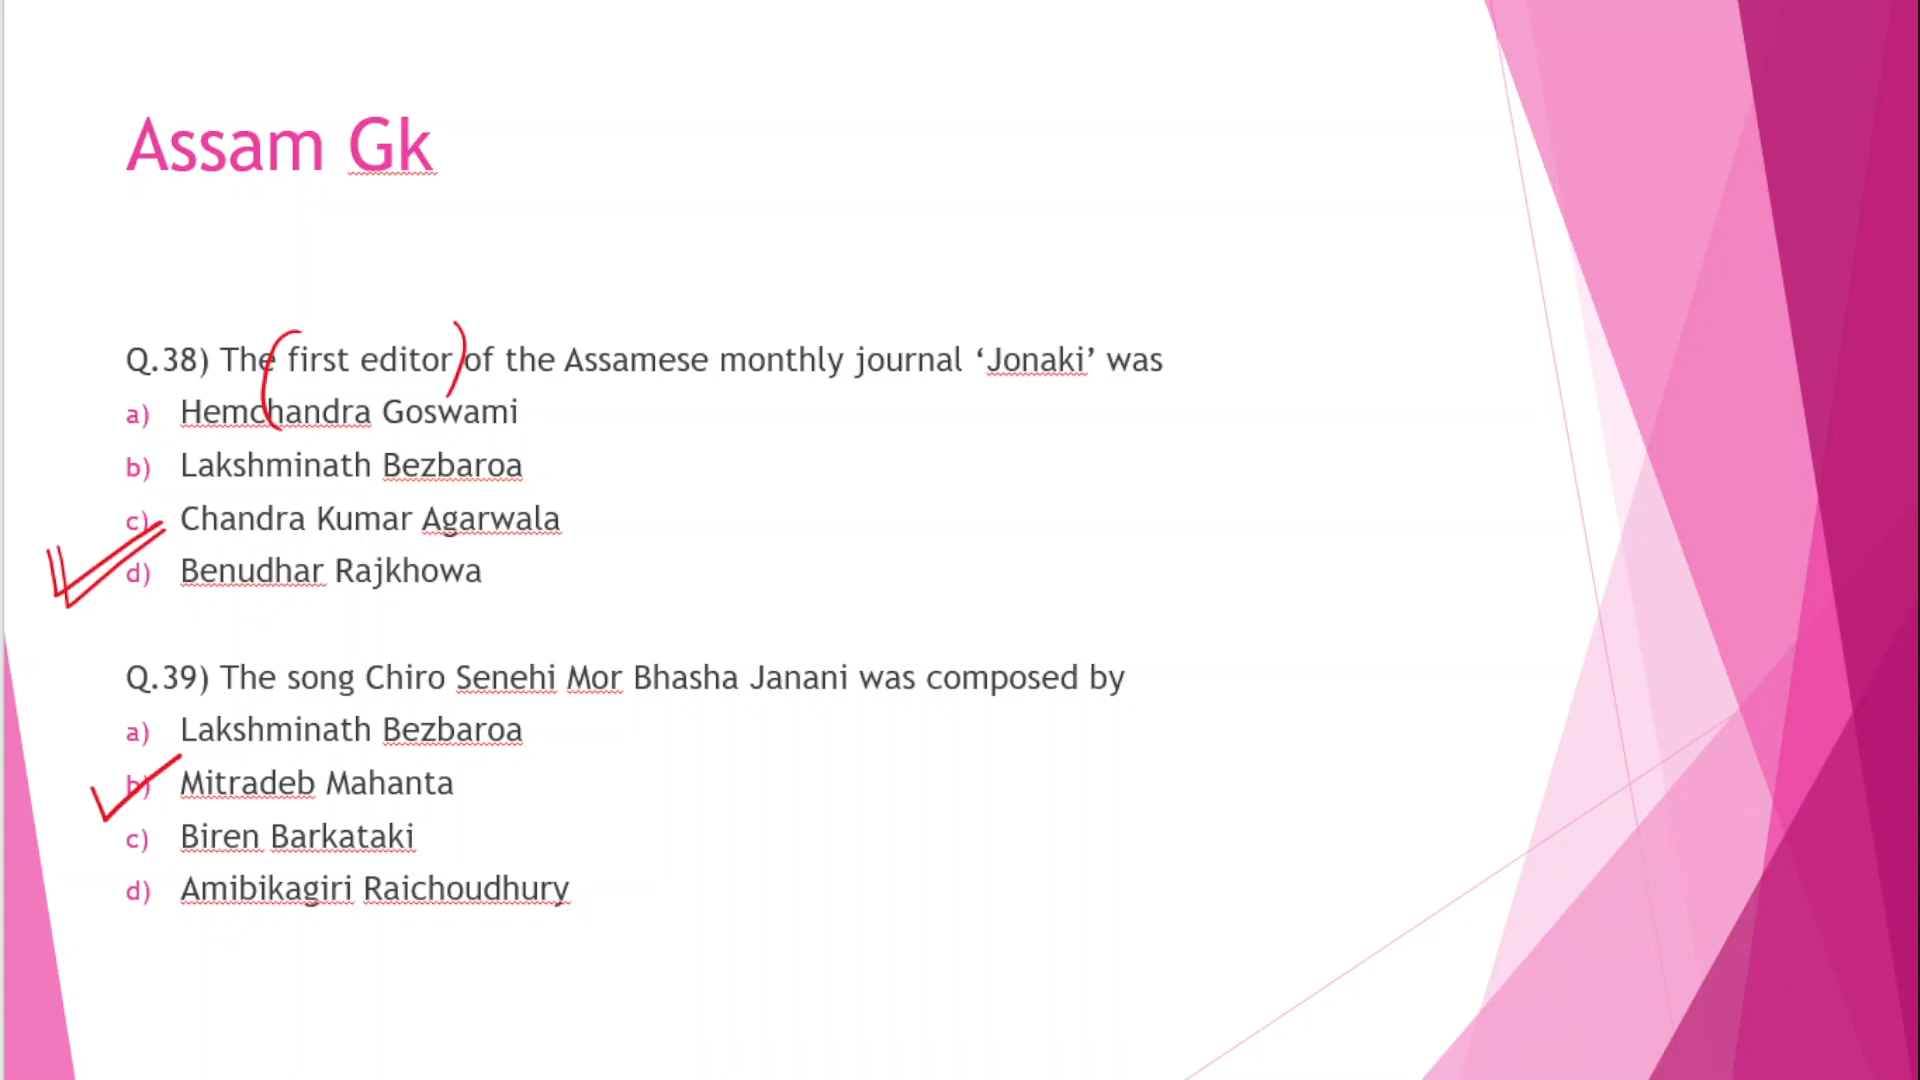 Assam Gk
Q.38) The first editor of the Assamese monthly journal ‘Jonaki’ was
a) Hemchandra Goswami
b) Lakshminath Bezbaroa
c) Chandra Kumar Agarwala
d) Benudhar Rajkhowa
Q.39) The song Chiro Senehi Mor Bhasha Janani was composed by
a) Lakshminath Bezbaroa
b) Mitradeb Mahanta
c) Biren Barkataki
d) Amibikagiri Raichoudhury